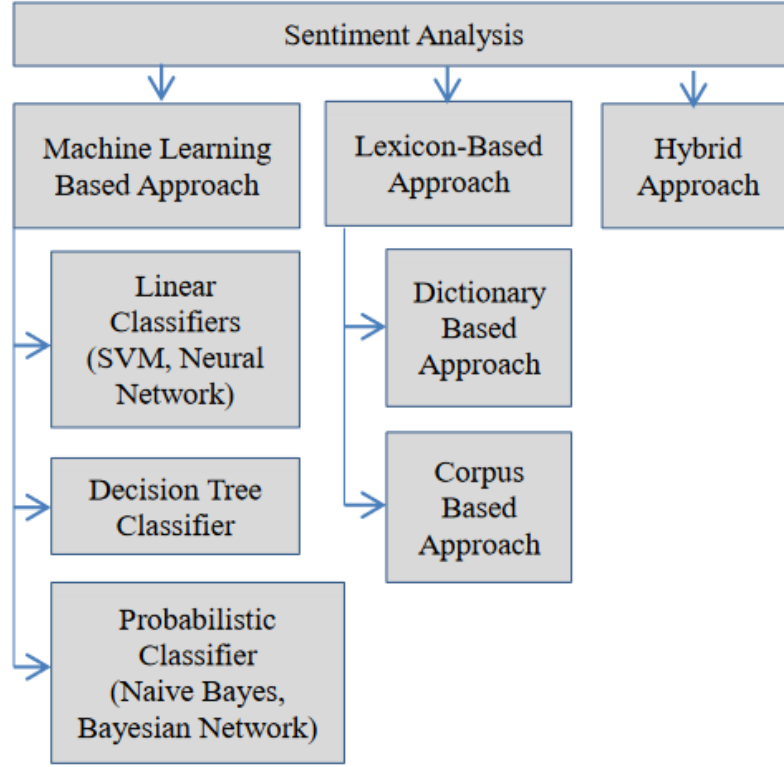 Sentiment Analysis
Machine Learning
Based Approach
Lexicon-Based
Approach
Hybrid
Approach
Linear
Classifiers
(SVM, Neural
Network)
Dictionary
Based
Approach
Decision Tree
Classifier
Corpus
Based
Approach
Probabilistic
Classifier
(Naive Bayes,
Bayesian Network)